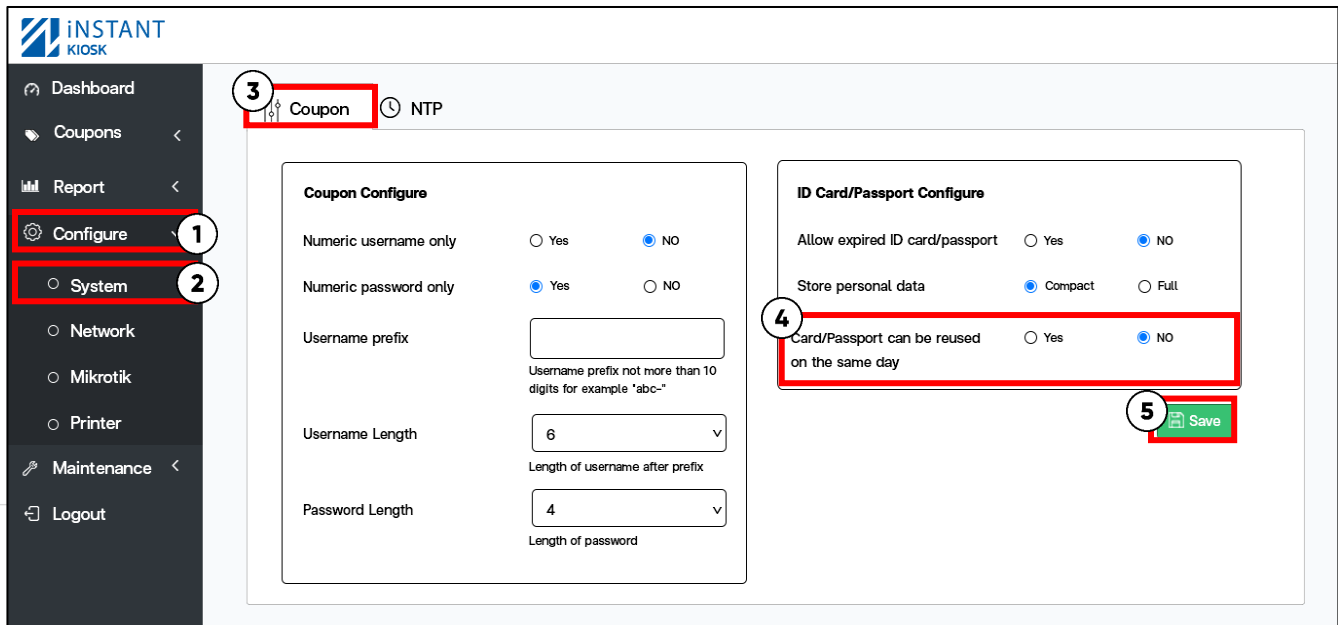 iNSTANT
KIOSK
Dashboard
Coupons
Report
1
Configure
2
System
Network
Mikrotik
Printer
Maintenance
Logout
3
Coupon
NTP
Coupon Configure
Numeric username only
Yes
NO
Numeric password only
Yes
NO
Username prefix
Username prefix not more than 10
digits for example "abc-"
Username Length
6
Length of username after prefix
Password Length
4
Length of password
ID Card/Passport Configure
Allow expired ID card/passport
Yes
NO
Store personal data
Compact
Full
4
Card/Passport can be reused
on the same day
Yes
NO
5
Save